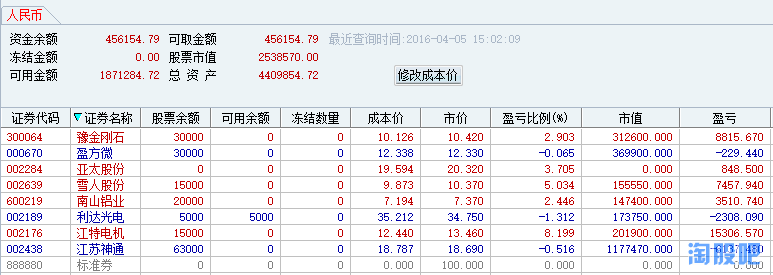 人民币
资金余额 456154.79 可取金额 456154.79 最近查询时间:2016-04-05 15:02:09
冻结金额 0.00 股票市值 2538570.00
可用金额 1871284.72 总 资 产 4409854.72 修改成本价
证券代码 证券名称 股票余额 可用余额 冻结数量 成本价 市价 盈亏比例(%) 市值 盈亏
300064 豫金刚石 30000 0 0 10.126 10.420 2.903 312600.000 8815.670
000670 盈方微 30000 0 0 12.338 12.330 -0.065 369900.000 -229.440
002284 亚太股份 0 0 19.594 20.320 3.705 0.000 848.500
002639 雪人股份 15000 0 0 9.873 10.370 5.034 155550.000 7457.940
600219 南山铝业 20000 0 0 7.194 7.370 2.446 147400.000 3510.740
002189 利达光电 5000 5000 0 35.212 34.750 -1.312 173750.000 -2308.090
002176 江特电机 15000 0 0 12.440 13.460 8.199 201900.000 15306.570
002438 江苏神通 63000 0 0 18.787 18.690 -0.516 1177470.000
888880 标准券 0 0 0 0.000 100.000 0.000 0.000
淘股吧